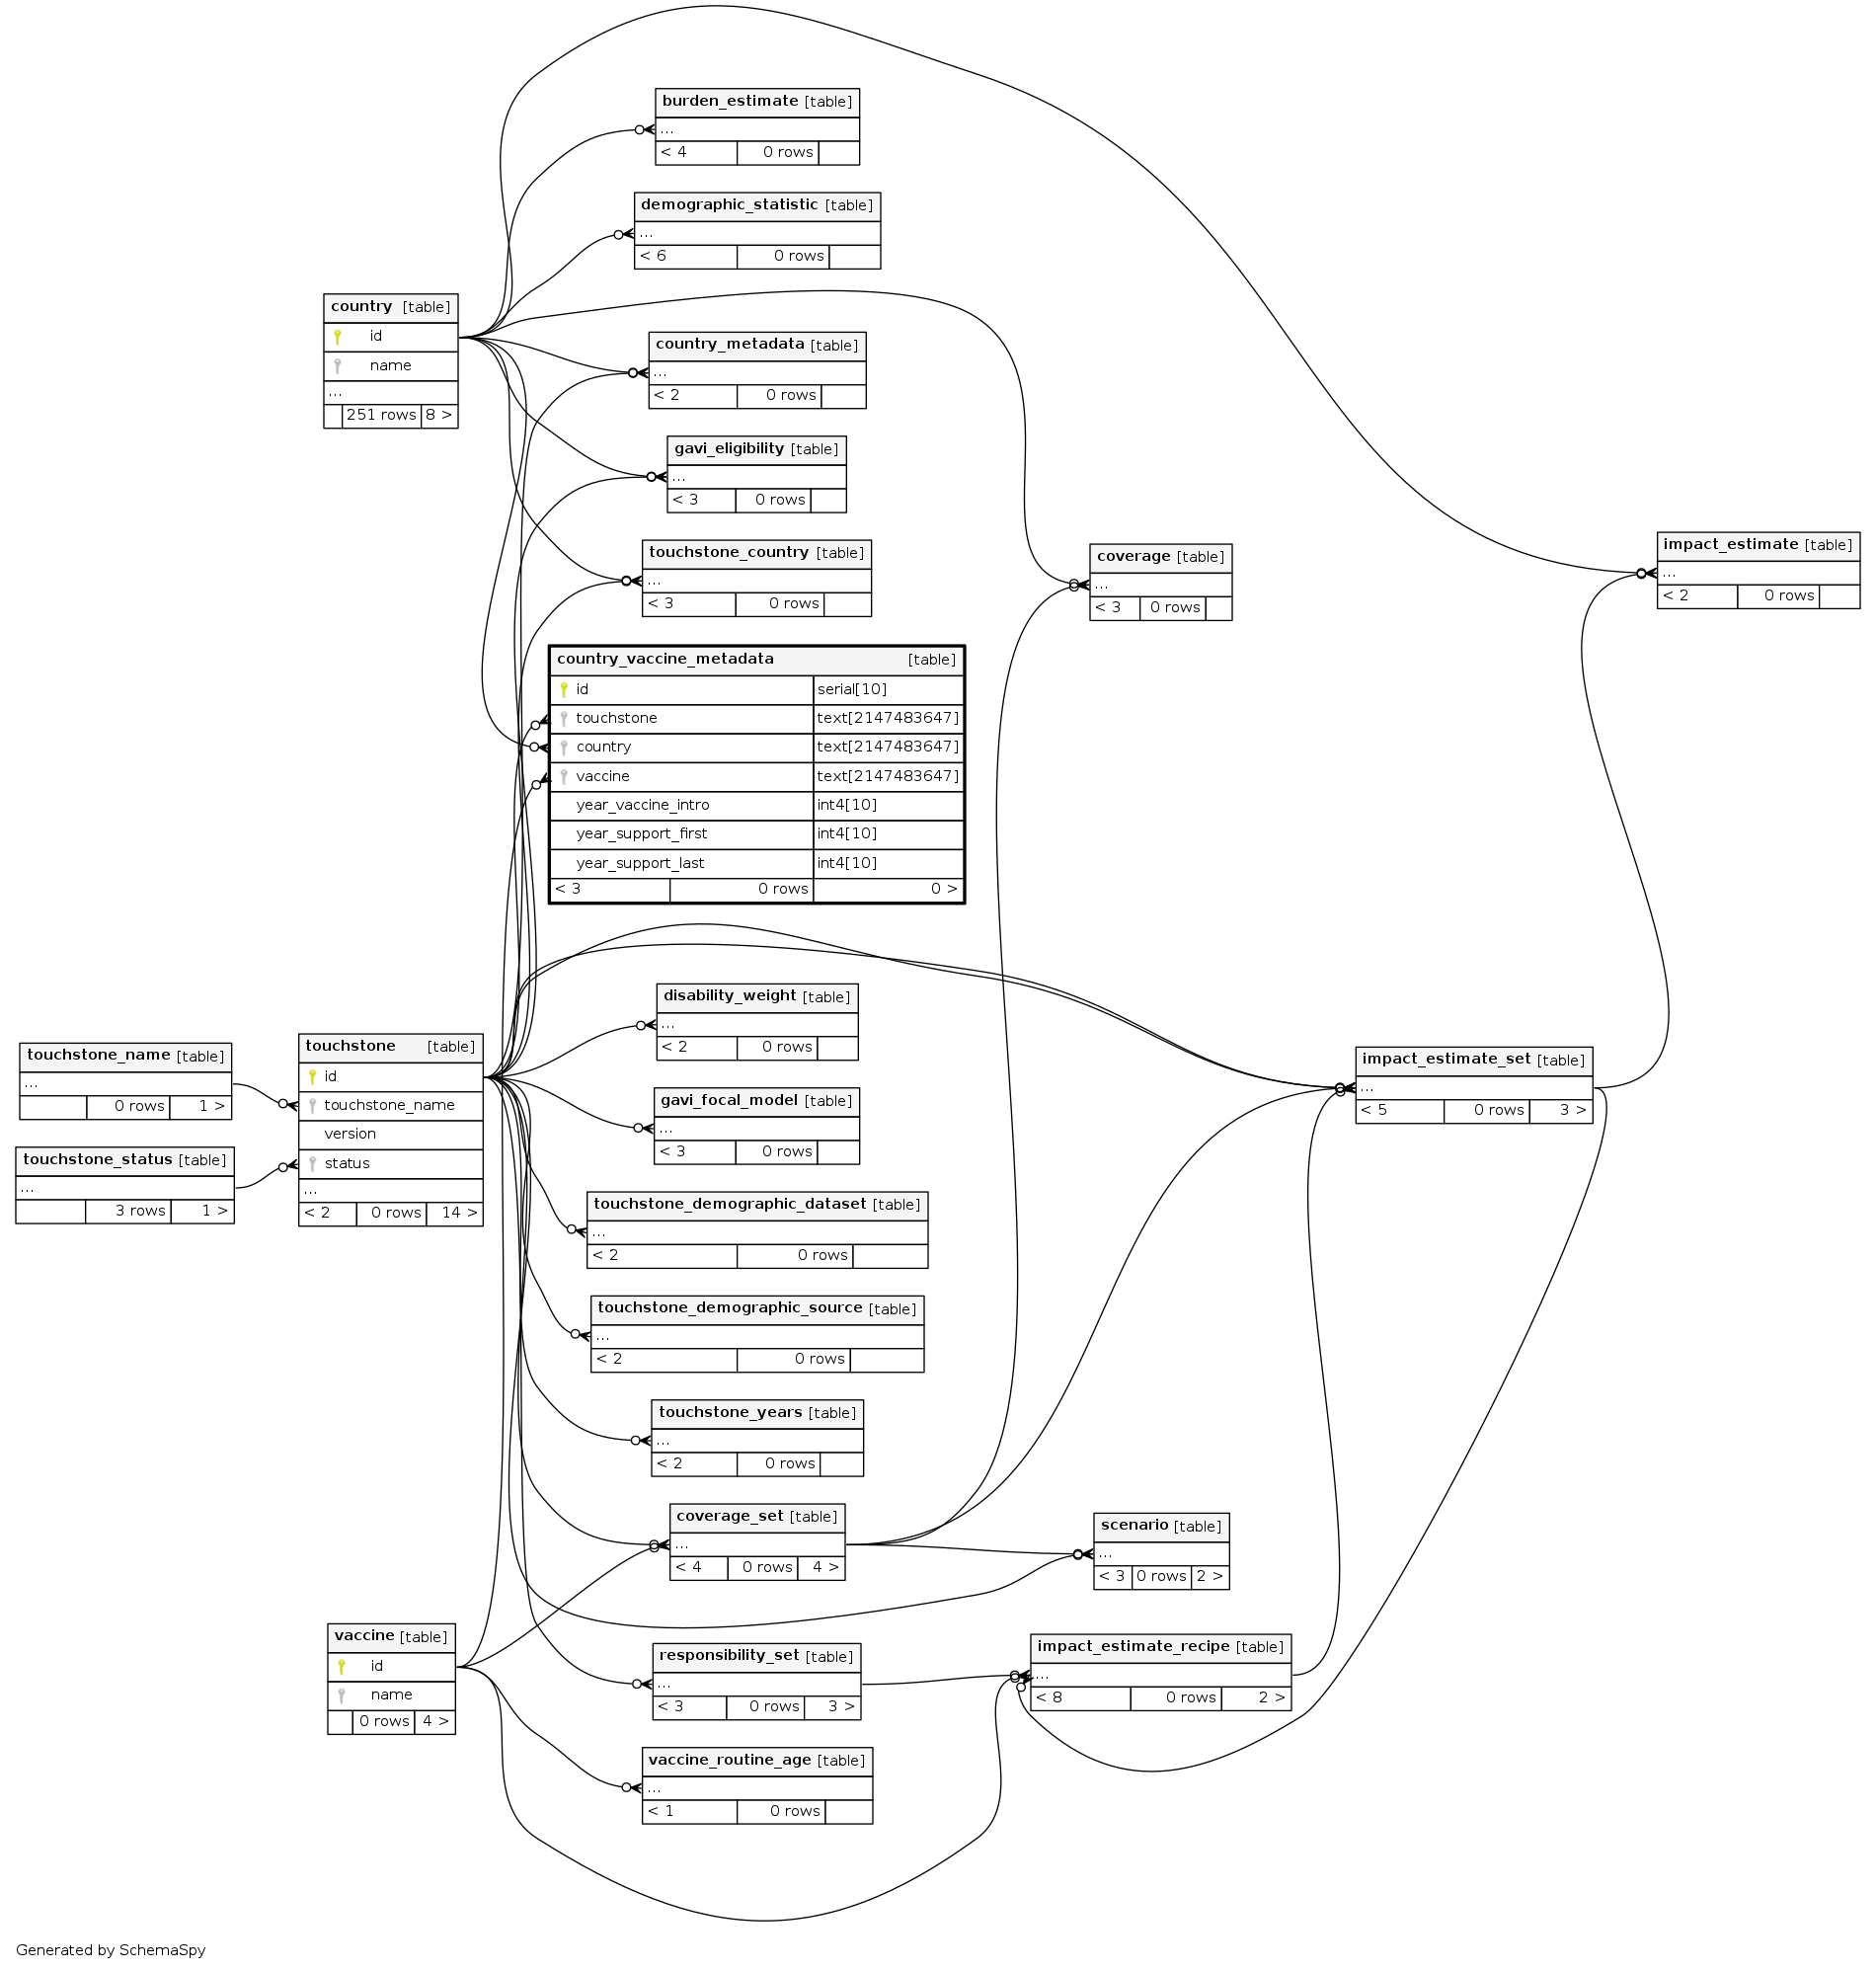 burden_estimate [table]
...
< 4 0 rows
demographic_statistic [table]
...
< 6 0 rows
country [table]
id
name
...
251 rows 8 >
country_metadata [table]
...
< 2 0 rows
gavi_eligibility [table]
...
< 3 0 rows
touchstone_country [table]
...
< 3 0 rows
coverage [table]
...
< 3 0 rows
impact_estimate [table]
...
< 2 0 rows
country_vaccine_metadata [table]
id serial[10]
touchstone text[2147483647]
country text[2147483647]
vaccine text[2147483647]
year_vaccine_intro int4[10]
year_support_first int4[10]
year_support_last int4[10]
< 3 0 rows 0 >
disability_weight [table]
...
< 2 0 rows
touchstone_name [table]
...
0 rows 1 >
touchstone_status [table]
...
3 rows 1 >
touchstone [table]
id
touchstone_name
version
status
...
< 2 0 rows 14 >
gavi_focal_model [table]
...
< 3 0 rows
impact_estimate_set [table]
...
< 5 0 rows 3 >
touchstone_demographic_dataset [table]
...
< 2 0 rows
touchstone_demographic_source [table]
...
< 2 0 rows
touchstone_years [table]
...
< 2 0 rows
coverage_set [table]
...
< 4 0 rows 4 >
scenario [table]
...
< 3 0 rows 2 >
vaccine [table]
id
name
0 rows 4 >
responsibility_set [table]
...
< 3 0 rows 3 >
impact_estimate_recipe [table]
...
< 8 0 rows 2 >
vaccine_routine_age [table]
...
< 1 0 rows
Generated by SchemaSpy